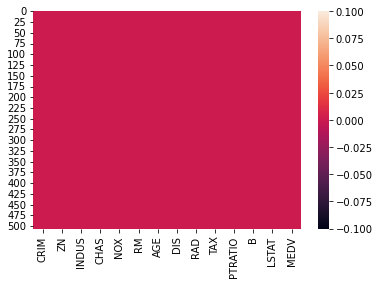 0
25
50
75
100
125
150
175
200
225
250
275
300
325
350
375
400
425
450
475
500
CRIM
ZN
INDUS
CHAS
NOX
RM
AGE
DIS
RAD
TAX
PTRATIO
B
LSTAT
MEDV
0.100
0.075
0.050
0.025
0.000
−0.025
−0.050
−0.075
−0.100